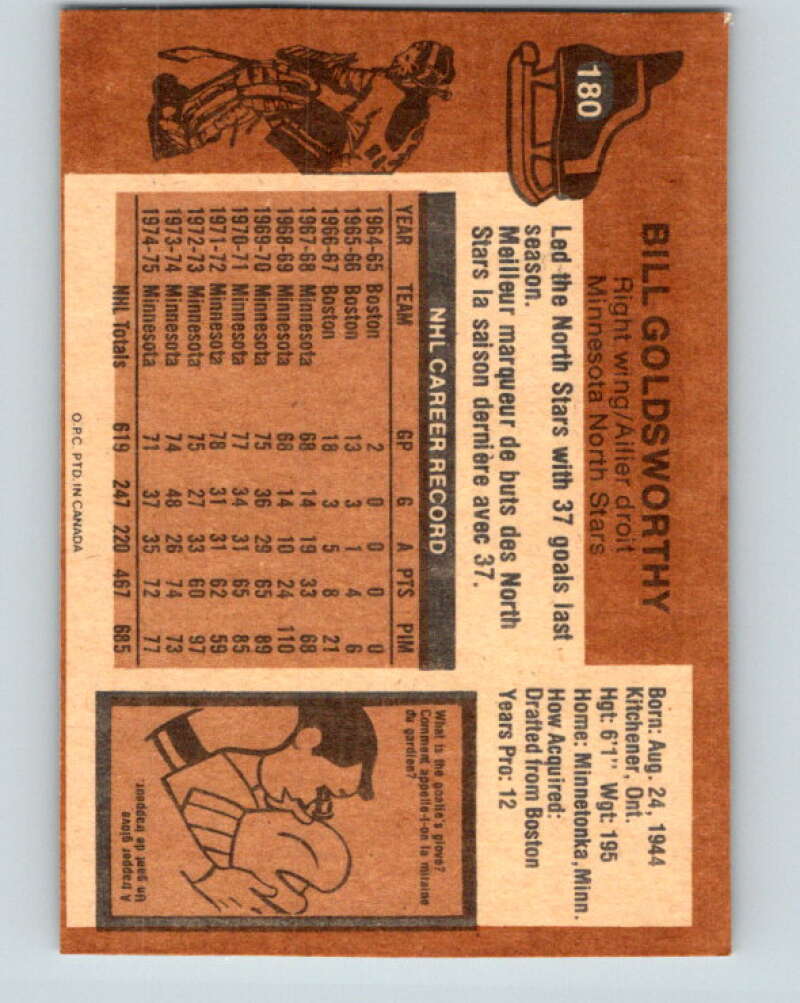 180
BILL GOLDSWORTHY
Right wing/Ailier droit
Minnesota North Stars
Led the North Stars with 37 goals last
season.
Meilleur marqueur de buts des North
Stars la saison dernière avec 37.
Born: Aug. 24, 1944
Kitchener, Ont.
Hgt: 6'1" Wgt: 195
Home: Minnetonka, Minn.
How Acquired:
Drafted from Boston
Years Pro: 12
NHL CAREER RECORD
YEAR TEAM GP G A PTS PIM
1964-65 Boston 2 0 0 0 0
1965-66 Boston 13 3 1 4 6
1966-67 Boston 18 3 5 8 21
1967-68 Minnesota 68 14 19 33 68
1968-69 Minnesota 68 14 10 24 110
1969-70 Minnesota 75 36 29 65 89
1970-71 Minnesota 77 34 31 65 85
1971-72 Minnesota 78 31 31 62 59
1972-73 Minnesota 75 27 33 60 97
1973-74 Minnesota 74 48 26 74 73
1974-75 Minnesota 71 37 35 72 77
NHL Totals 619 247 220 467 685
What is the goalie's glove?
Comment appelle-t-on la mitaine
du gardien?
A trapper glove
Un gant de trappeur.
O.P.C. PTD. IN CANADA